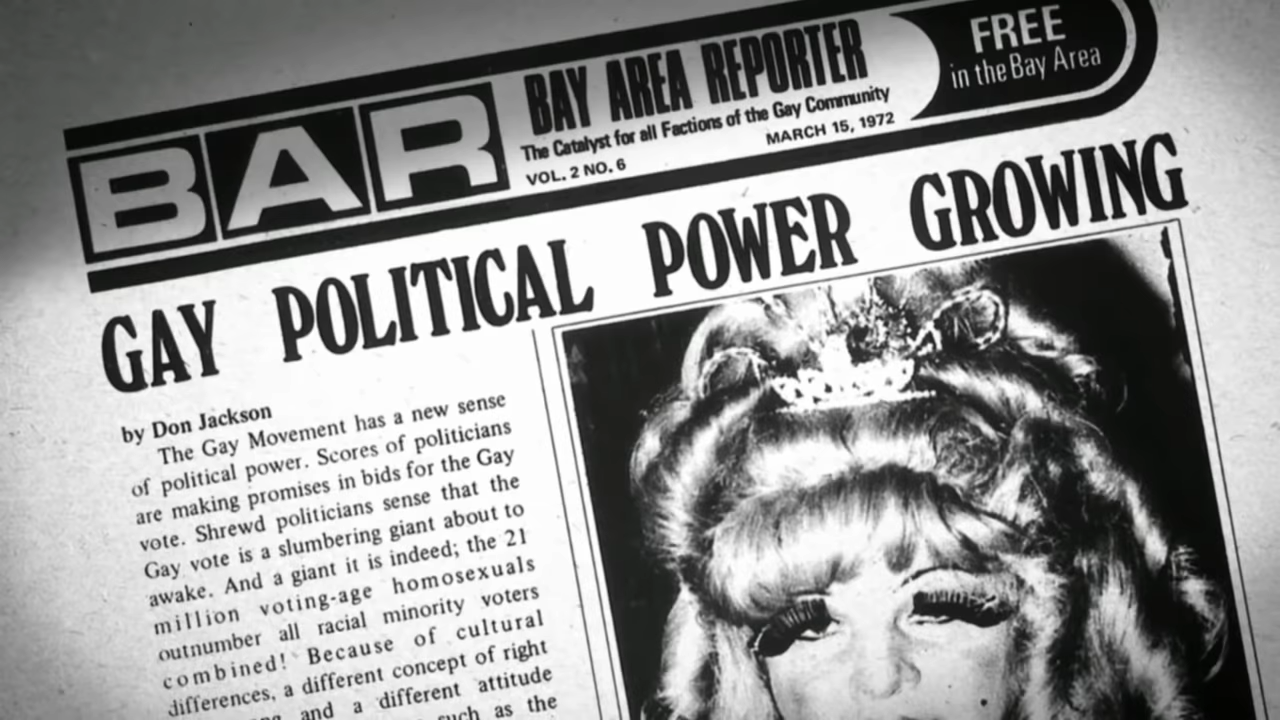 BAR
BAY AREA REPORTER
The Catalyst for all Factions of the Gay Community
VOL. 2 NO. 6
MARCH 15, 1972
FREE
in the Bay Area
GAY POLITICAL POWER GROWING
by Don Jackson
The Gay Movement has a new sense
of political power. Scores of politicians
are making promises in bids for the Gay
vote. Shrewd politicians sense that the
Gay vote is a slumbering giant about to
awake. And a giant it is indeed; the 21
million voting-age homosexuals
outnumber all racial minority voters
combined! Because of cultural
differences, a different concept of right
and a different attitude
such as the